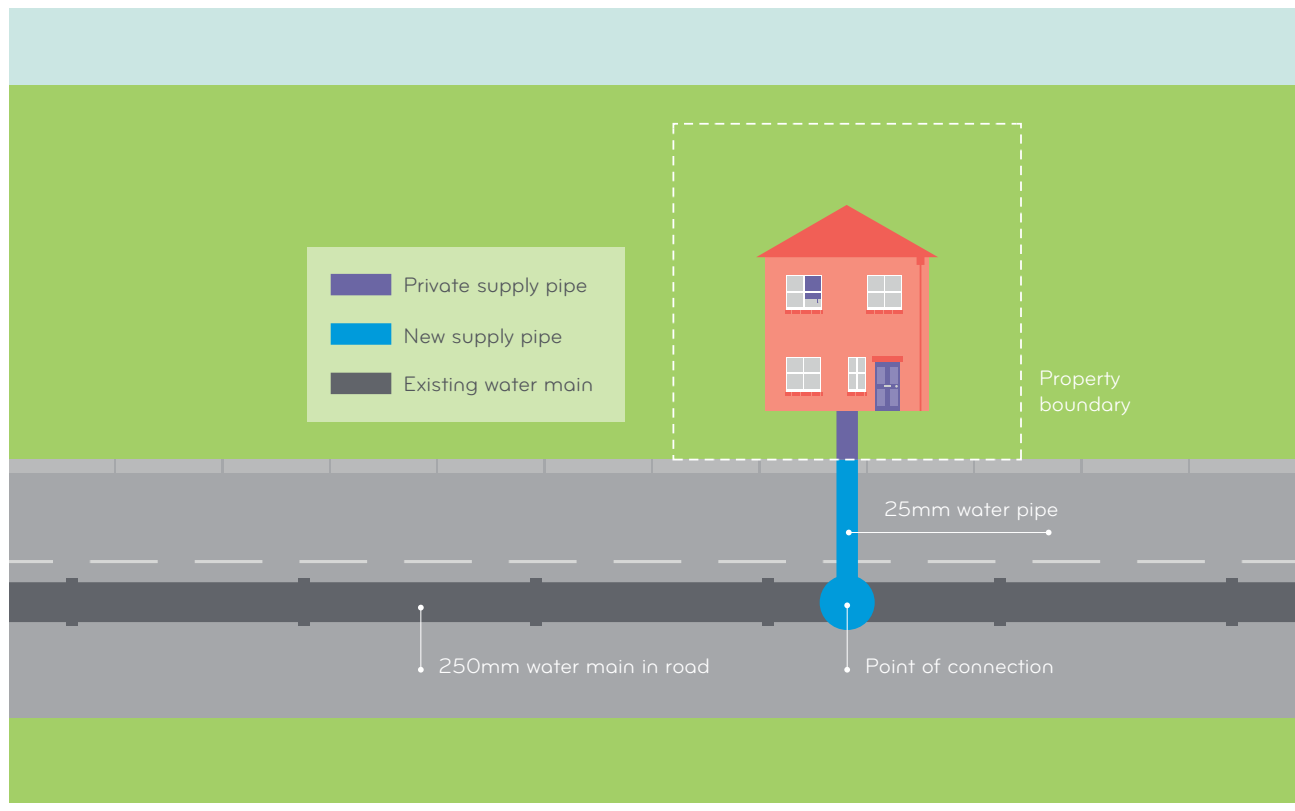 Private supply pipe
New supply pipe
Existing water main
Property
boundary
25mm water pipe
250mm water main in road
Point of connection